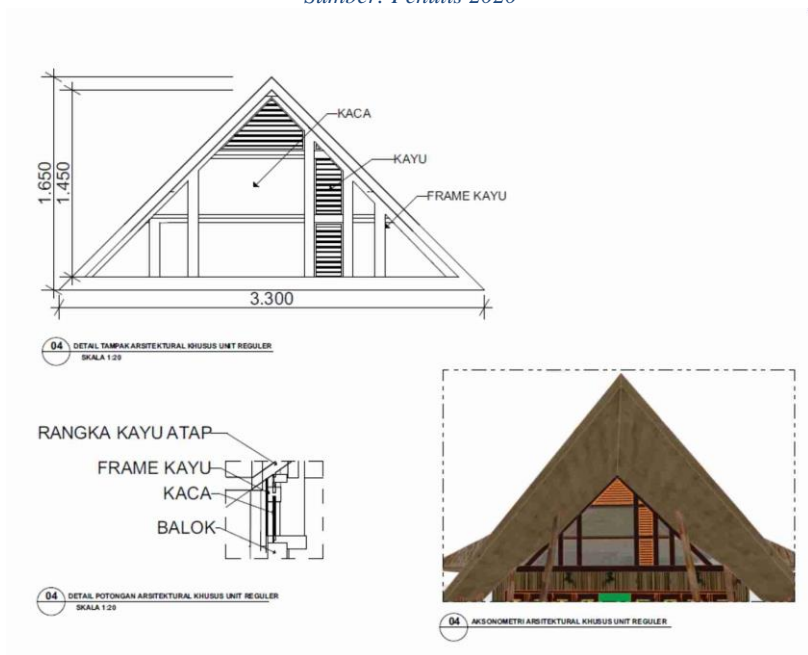 Sumber: Penulis 2020
KACA
KAYU
FRAME KAYU
1.650
1.450
3.300
04 DETAIL TAMPAK ARSITEKTURAL KHUSUS UNIT REGULER
SKALA 1:20
RANGKA KAYU ATAP
FRAME KAYU
KACA
BALOK
04 DETAIL POTONGAN ARSITEKTURAL KHUSUS UNIT REGULER
SKALA 1:20
04 AKSONOMETRI ARSITEKTURAL KHUSUS UNIT REGULER